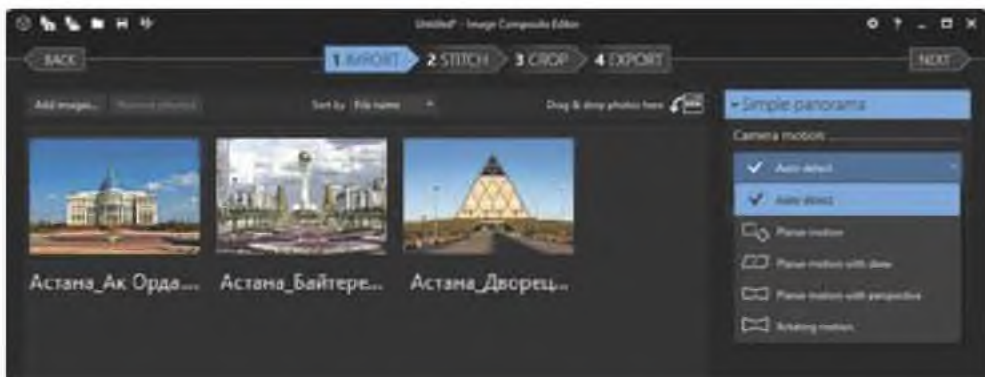 Untitled* - Image Composite Editor
? 
BACK
1 IMPORT
2 STITCH
3 CROP
4 EXPORT
NEXT
Add images...
Sort by File name
Drag & drop photos here
Simple panorama
Camera motion
Auto detect
Auto detect
Planar motion
Planar motion with skew
Planar motion with perspective
Rotating motion
Астана_Ак Орда...
Астана_Байтере...
Астана_Дворец...